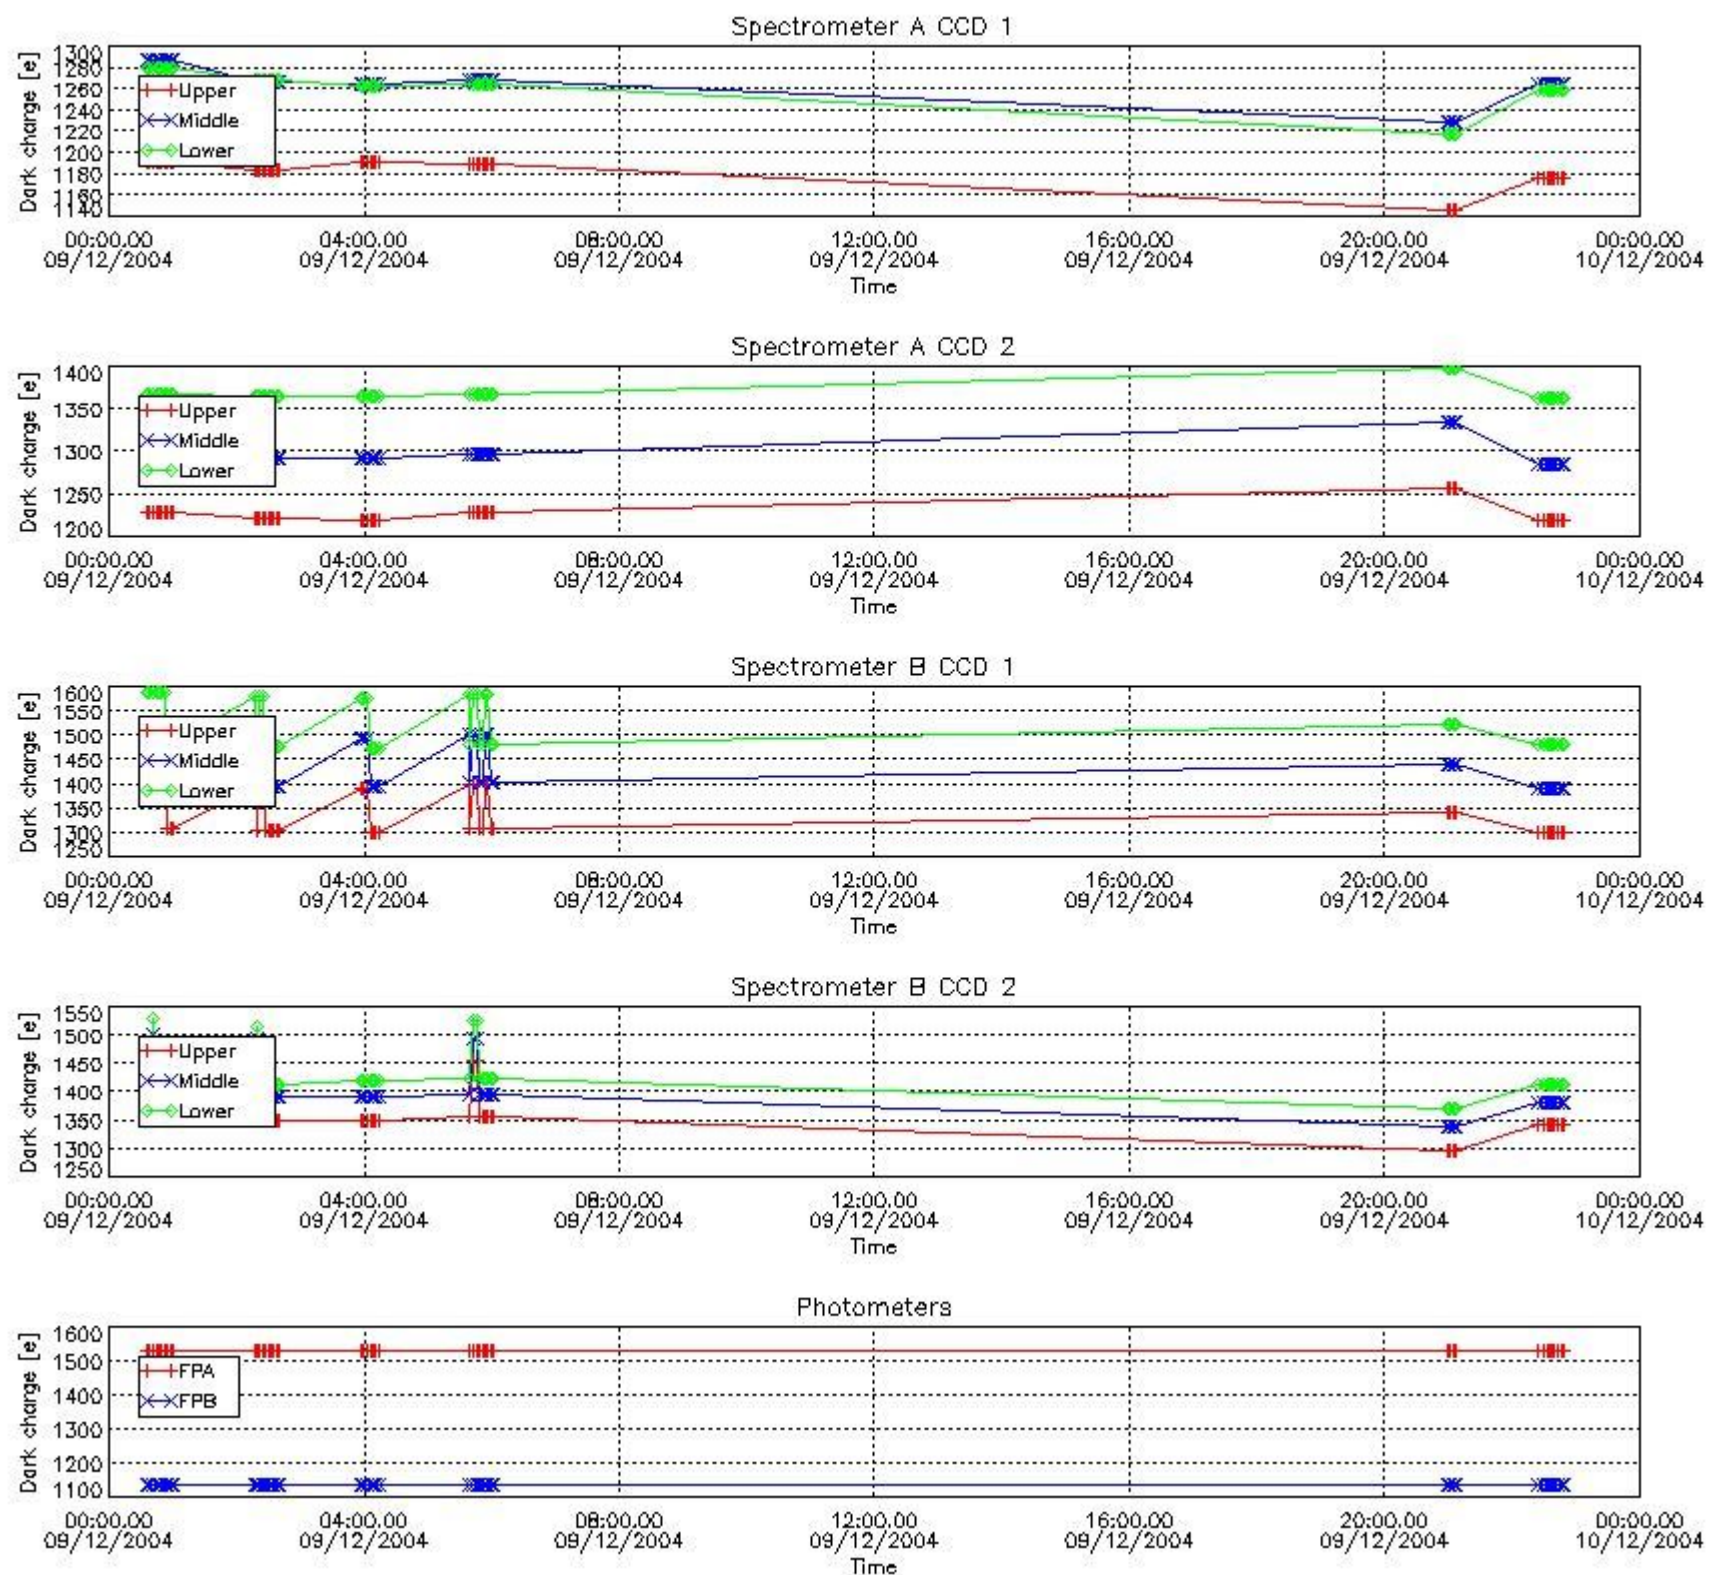 Spectrometer A CCD 1
Dark charge [e]
1300
1280
1260
1240
1220
1200
1180
1160
1140
Upper
Middle
Lower
00:00.00 04:00.00 08:00.00 12:00.00 16:00.00 20:00.00 00:00.00
09/12/2004 09/12/2004 09/12/2004 09/12/2004 09/12/2004 09/12/2004 10/12/2004
Time
Spectrometer A CCD 2
Dark charge [e]
1400
1350
1300
1250
1200
Upper
Middle
Lower
00:00.00 04:00.00 08:00.00 12:00.00 16:00.00 20:00.00 00:00.00
09/12/2004 09/12/2004 09/12/2004 09/12/2004 09/12/2004 09/12/2004 10/12/2004
Time
Spectrometer B CCD 1
Dark charge [e]
1600
1550
1500
1450
1400
1350
1300
1250
Upper
Middle
Lower
00:00.00 04:00.00 08:00.00 12:00.00 16:00.00 20:00.00 00:00.00
09/12/2004 09/12/2004 09/12/2004 09/12/2004 09/12/2004 09/12/2004 10/12/2004
Time
Spectrometer B CCD 2
Dark charge [e]
1550
1500
1450
1400
1350
1300
1250
Upper
Middle
Lower
00:00.00 04:00.00 08:00.00 12:00.00 16:00.00 20:00.00 00:00.00
09/12/2004 09/12/2004 09/12/2004 09/12/2004 09/12/2004 09/12/2004 10/12/2004
Time
Photometers
Dark charge [e]
1600
1500
1400
1300
1200
1100
FPA
FPB
00:00.00 04:00.00 08:00.00 12:00.00 16:00.00 20:00.00 00:00.00
09/12/2004 09/12/2004 09/12/2004 09/12/2004 09/12/2004 09/12/2004 10/12/2004
Time